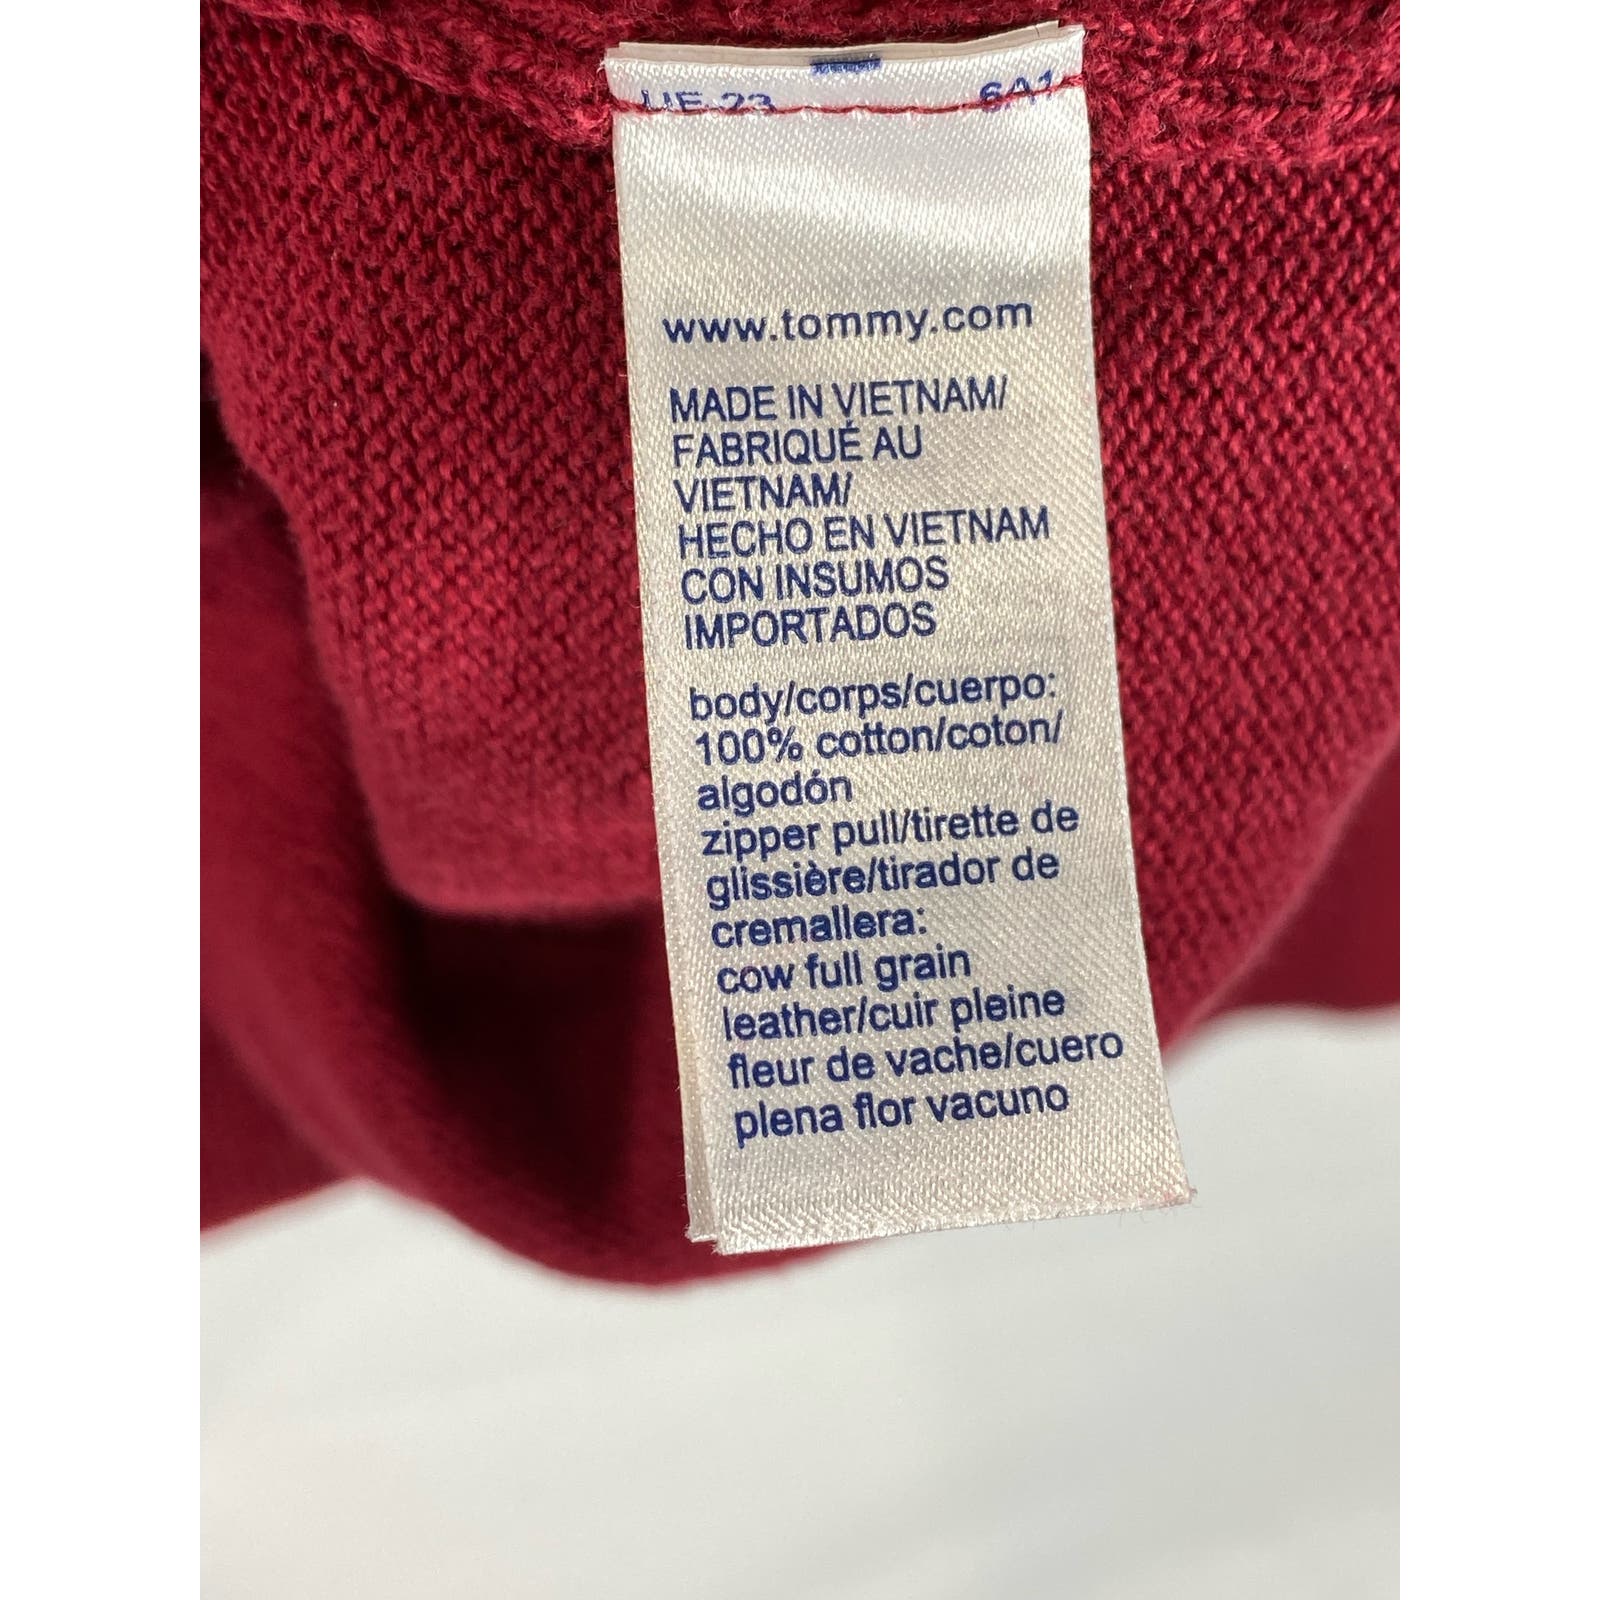 www.tommy.com
MADE IN VIETNAM/
FABRIQUÉ AU
VIETNAM/
HECHO EN VIETNAM
CON INSUMOS
IMPORTADOS
body/corps/cuerpo:
100% cotton/coton/
algodón
zipper pull/tirette de
glissière/tirador de
cremallera:
cow full grain
leather/cuir pleine
fleur de vache/cuero
plena flor vacuno